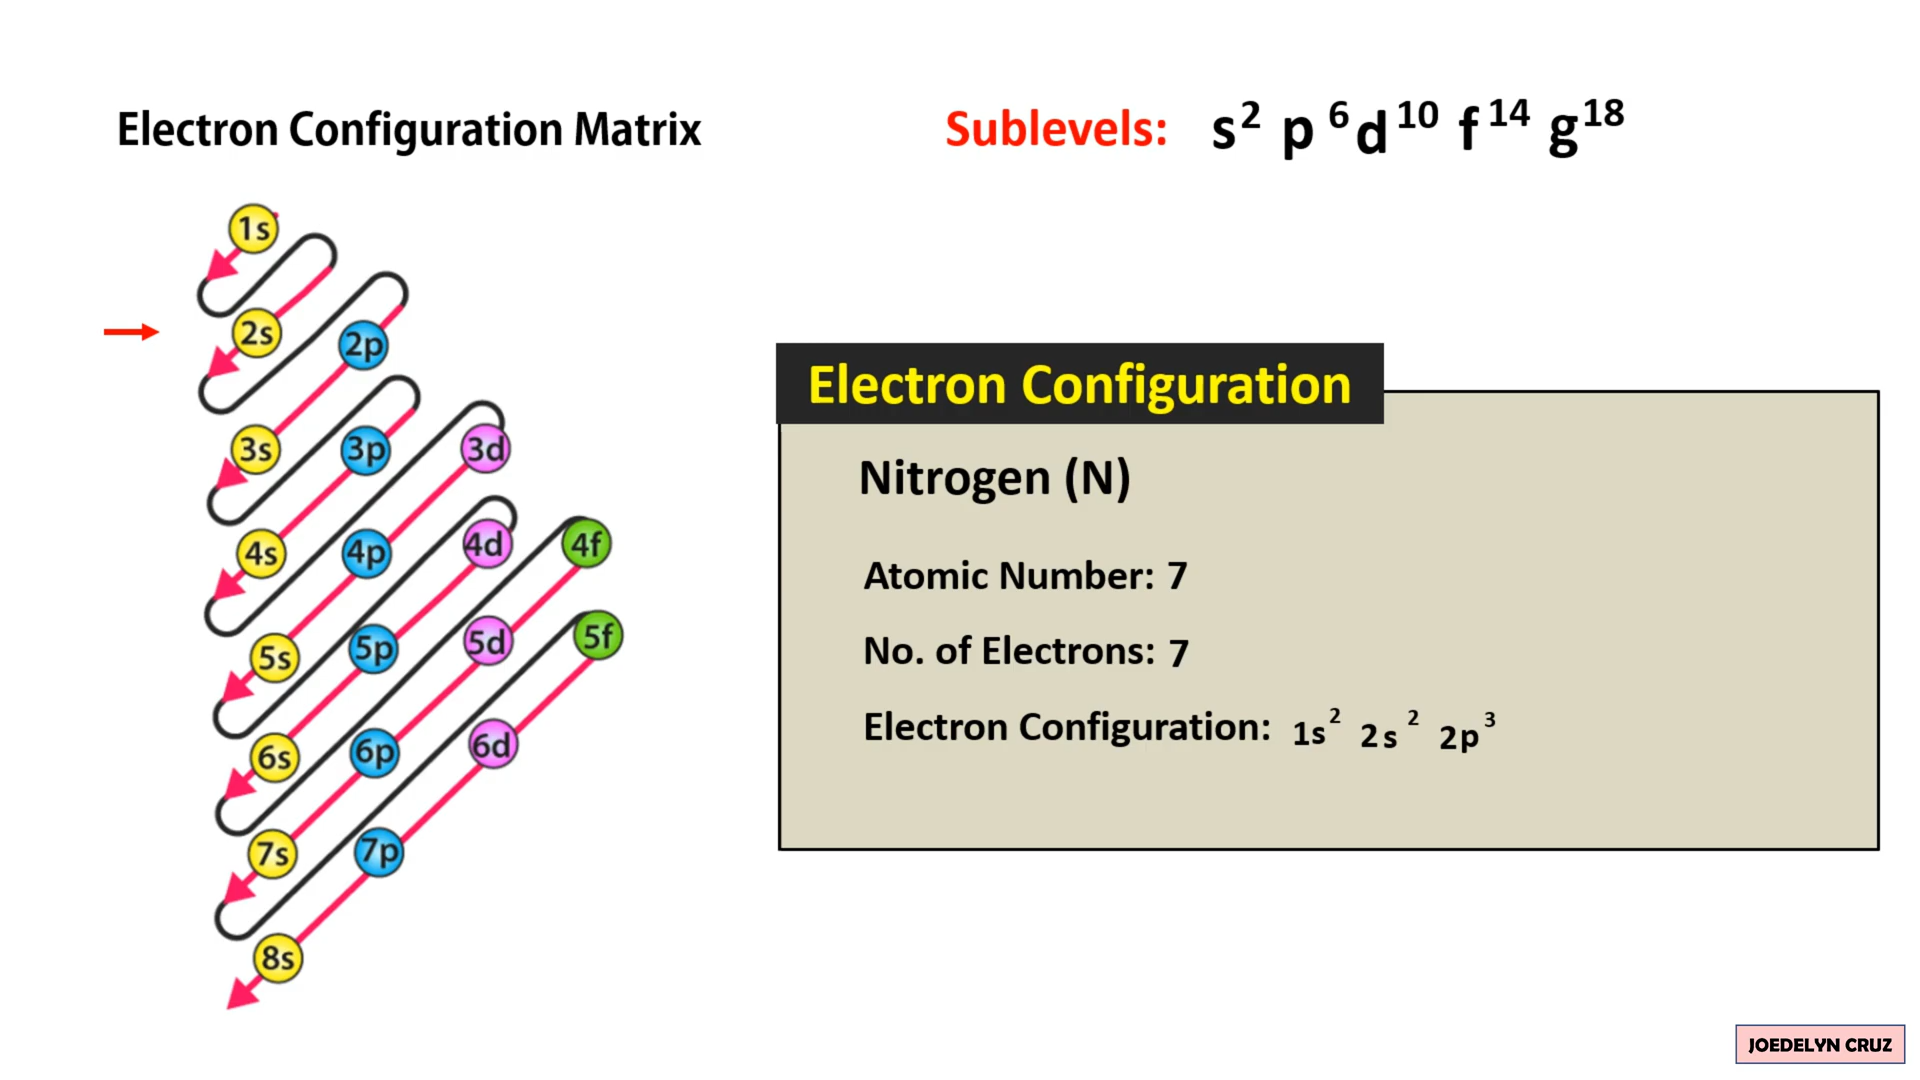 Electron Configuration Matrix
Sublevels: s² p⁶ d¹⁰ f¹⁴ g¹⁸
1s
2s 2p
3s 3p 3d
4s 4p 4d 4f
5s 5p 5d 5f
6s 6p 6d
7s 7p
8s
Electron Configuration
Nitrogen (N)
Atomic Number: 7
No. of Electrons: 7
Electron Configuration: 1s² 2s² 2p³
JOEDELYN CRUZ